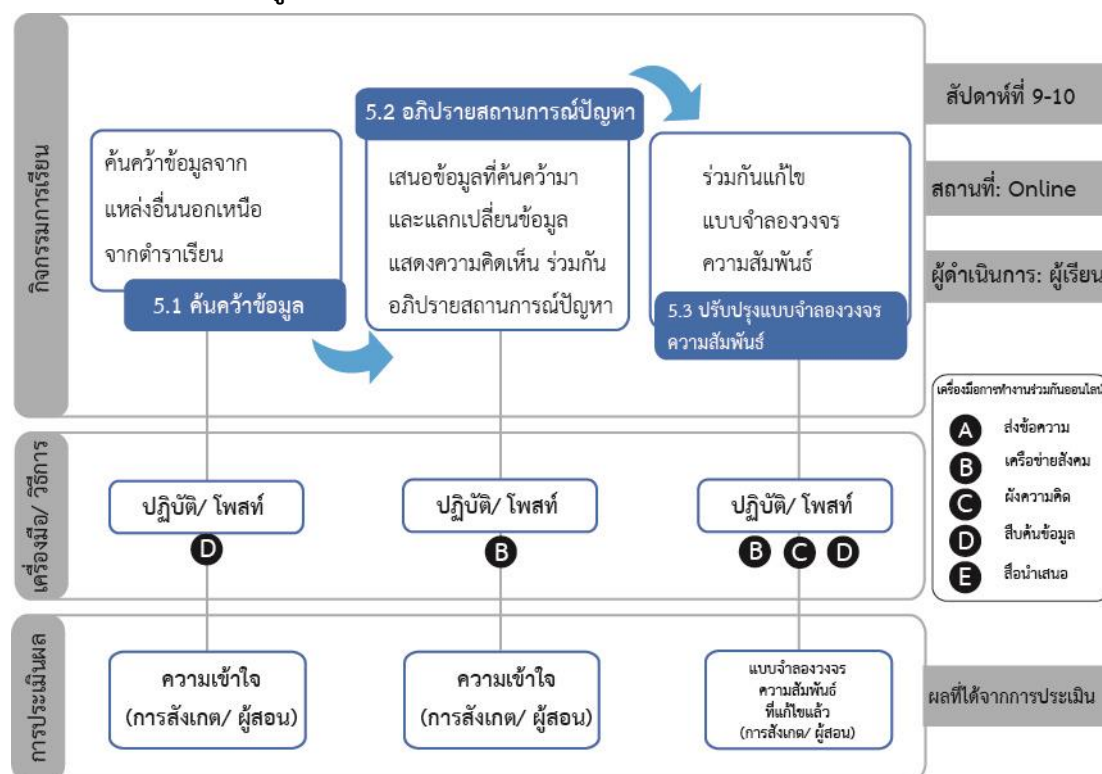 กิจกรรมการเรียน
ค้นคว้าข้อมูลจาก
แหล่งอื่นนอกเหนือ
จากตำราเรียน
5.1 ค้นคว้าข้อมูล
5.2 อภิปรายสถานการณ์ปัญหา
เสนอข้อมูลที่ค้นคว้ามา
และแลกเปลี่ยนข้อมูล
แสดงความคิดเห็น ร่วมกัน
อภิปรายสถานการณ์ปัญหา
ร่วมกันแก้ไข
แบบจำลองวงจร
ความสัมพันธ์
5.3 ปรับปรุงแบบจำลองวงจร
ความสัมพันธ์
สัปดาห์ที่ 9-10
สถานที่: Online
ผู้ดำเนินการ: ผู้เรียน
เครื่องมือการทำงานร่วมกันออนไลน์
A ส่งข้อความ
B เครือข่ายสังคม
C ผังความคิด
D สืบค้นข้อมูล
E สื่อนำเสนอ
เครื่องมือ/ วิธีการ
ปฏิบัติ/ โพสท์
D
ปฏิบัติ/ โพสท์
B
ปฏิบัติ/ โพสท์
B C D
การประเมินผล
ความเข้าใจ
(การสังเกต/ ผู้สอน)
ความเข้าใจ
(การสังเกต/ ผู้สอน)
แบบจำลองวงจร
ความสัมพันธ์
ที่แก้ไขแล้ว
(การสังเกต/ ผู้สอน)
ผลที่ได้จากการประเมิน